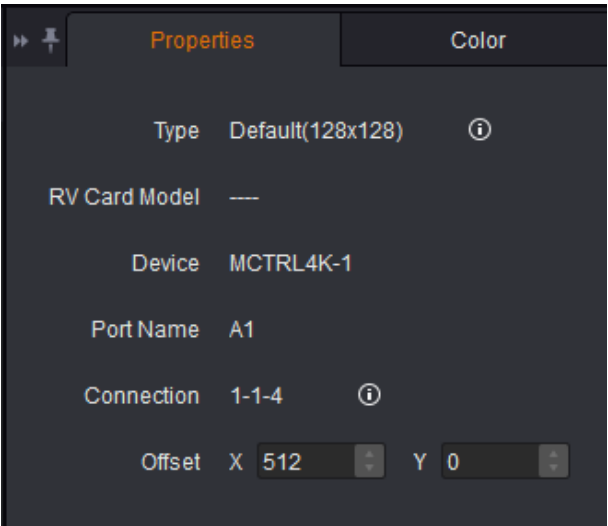 Properties Color
Type Default(128x128)
RV Card Model ----
Device MCTRL4K-1
Port Name A1
Connection 1-1-4
Offset X 512 Y 0